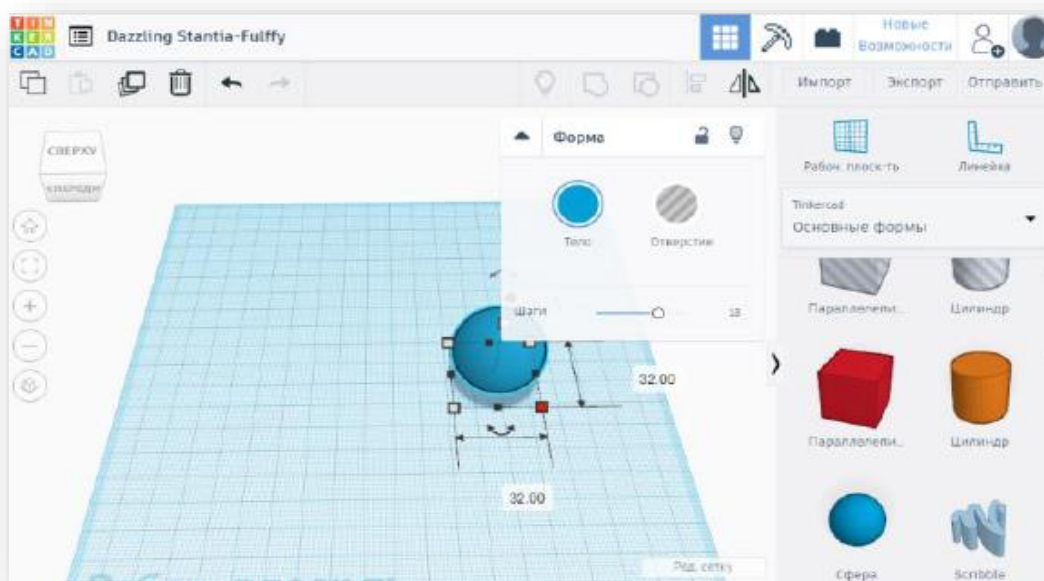 TIN
KER
CAD
Dazzling Stantia-Fulffy
Новые
Возможности
Импорт
Экспорт
Отправить
СВЕРХУ
Форма
Рабоч. плоск-ть
Линейка
Тело
Отверстие
Tinkercad
Основные формы
Шаги
Параллелепи...
Цилиндр
32.00
Параллелепи...
Цилиндр
32.00
Ред. сетку
Сфера
Scribble